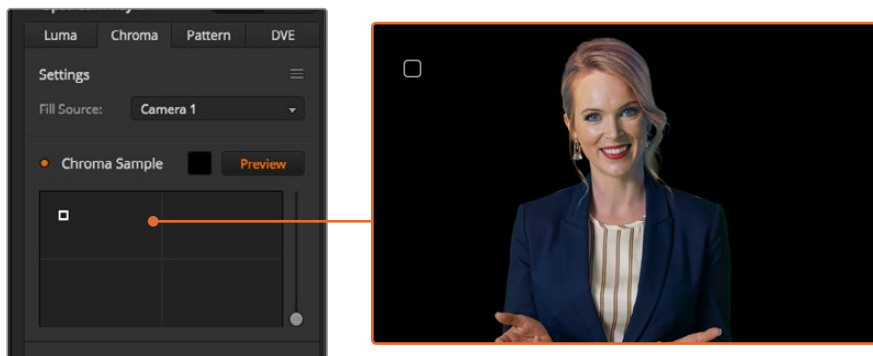 Luma Chroma Pattern DVE
Settings
Fill Source: Camera 1
Chroma Sample Preview